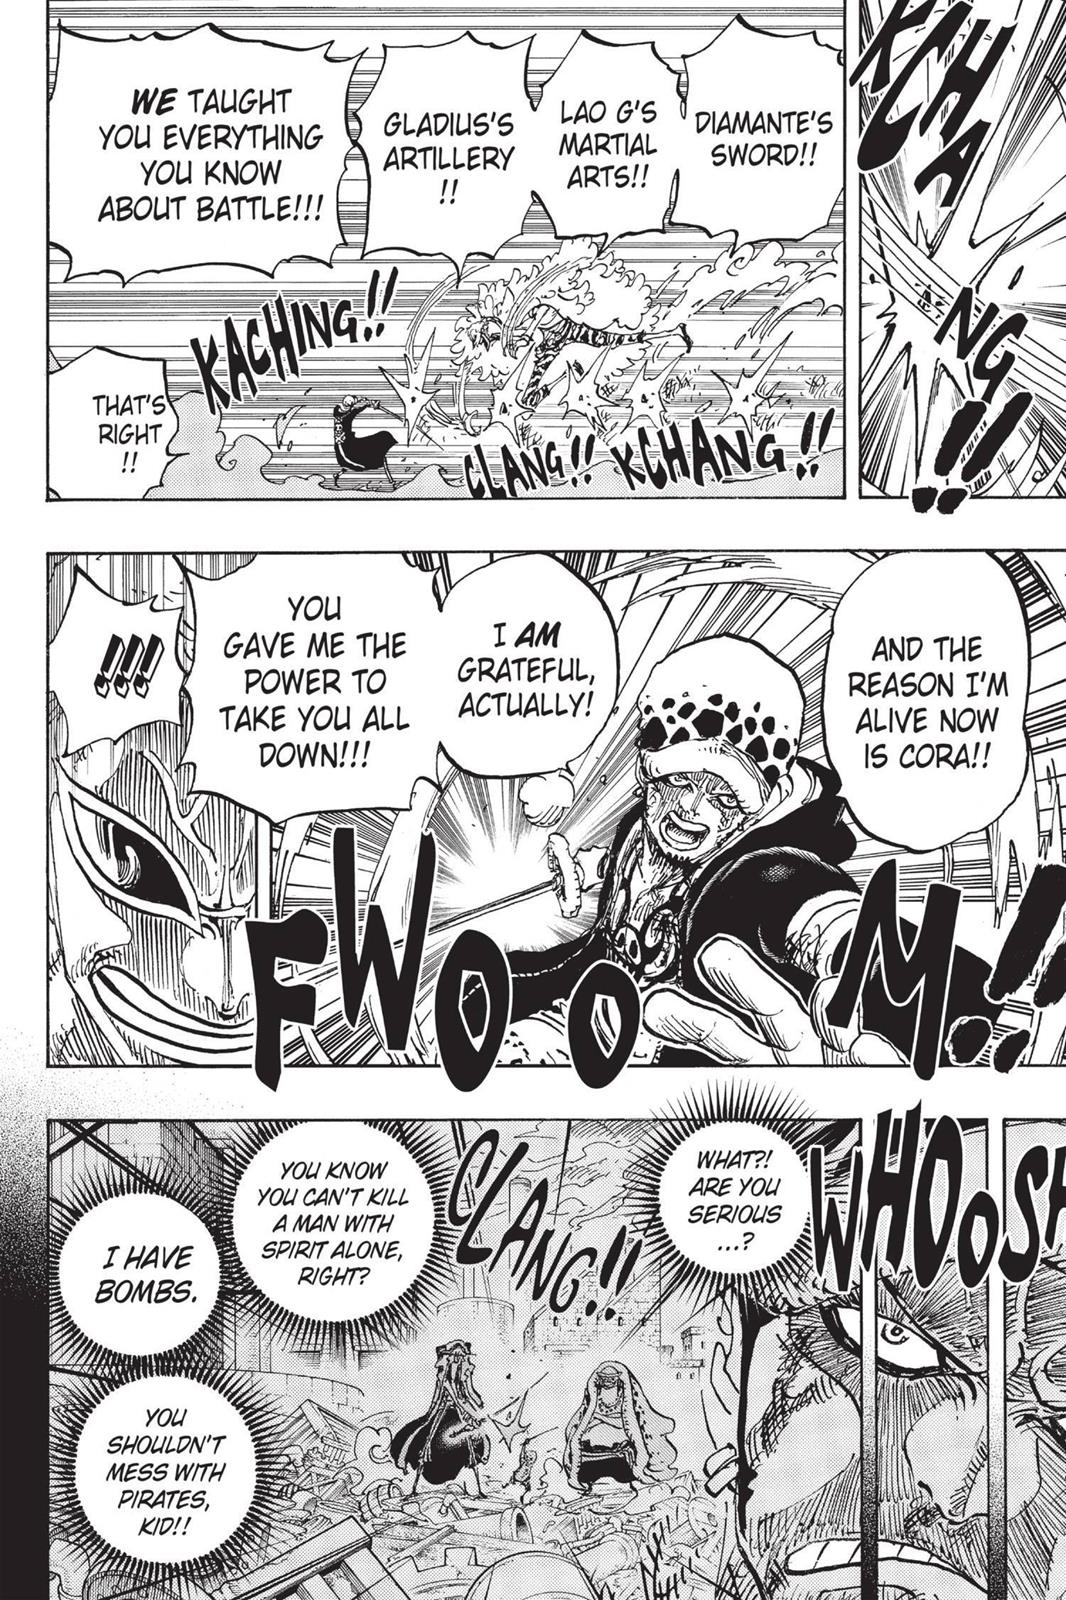 KCHA
NG!!
DIAMANTE'S
SWORD!!
LAO G'S
MARTIAL
ARTS!!
GLADIUS'S
ARTILLERY
!!
WE TAUGHT
YOU EVERYTHING
YOU KNOW
ABOUT BATTLE!!!
KACHING!!
CLANG!!
KCHANG!!
THAT'S
RIGHT
!!
AND THE
REASON I'M
ALIVE NOW
IS CORA!!
I AM
GRATEFUL,
ACTUALLY!
YOU
GAVE ME THE
POWER TO
TAKE YOU ALL
DOWN!!!
!!!
FWOOM!!
WHOOSH
WHAT?!
ARE YOU
SERIOUS
...?
CLANG!!
YOU KNOW
YOU CAN'T KILL
A MAN WITH
SPIRIT ALONE,
RIGHT?
I HAVE
BOMBS.
YOU
SHOULDN'T
MESS WITH
PIRATES,
KID!!